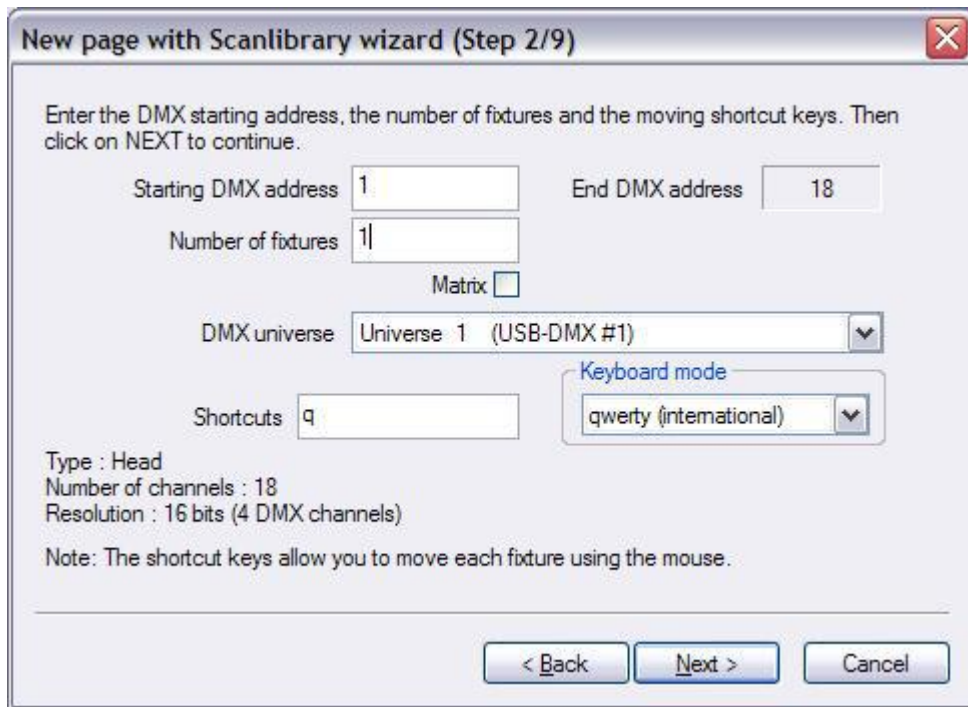 New page with Scanlibrary wizard (Step 2/9)
Enter the DMX starting address, the number of fixtures and the moving shortcut keys. Then
click on NEXT to continue.
Starting DMX address 1 End DMX address 18
Number of fixtures 1
Matrix
DMX universe Universe 1 (USB-DMX #1)
Keyboard mode
Shortcuts q qwerty (international)
Type : Head
Number of channels : 18
Resolution : 16 bits (4 DMX channels)
Note: The shortcut keys allow you to move each fixture using the mouse.
< Back Next > Cancel